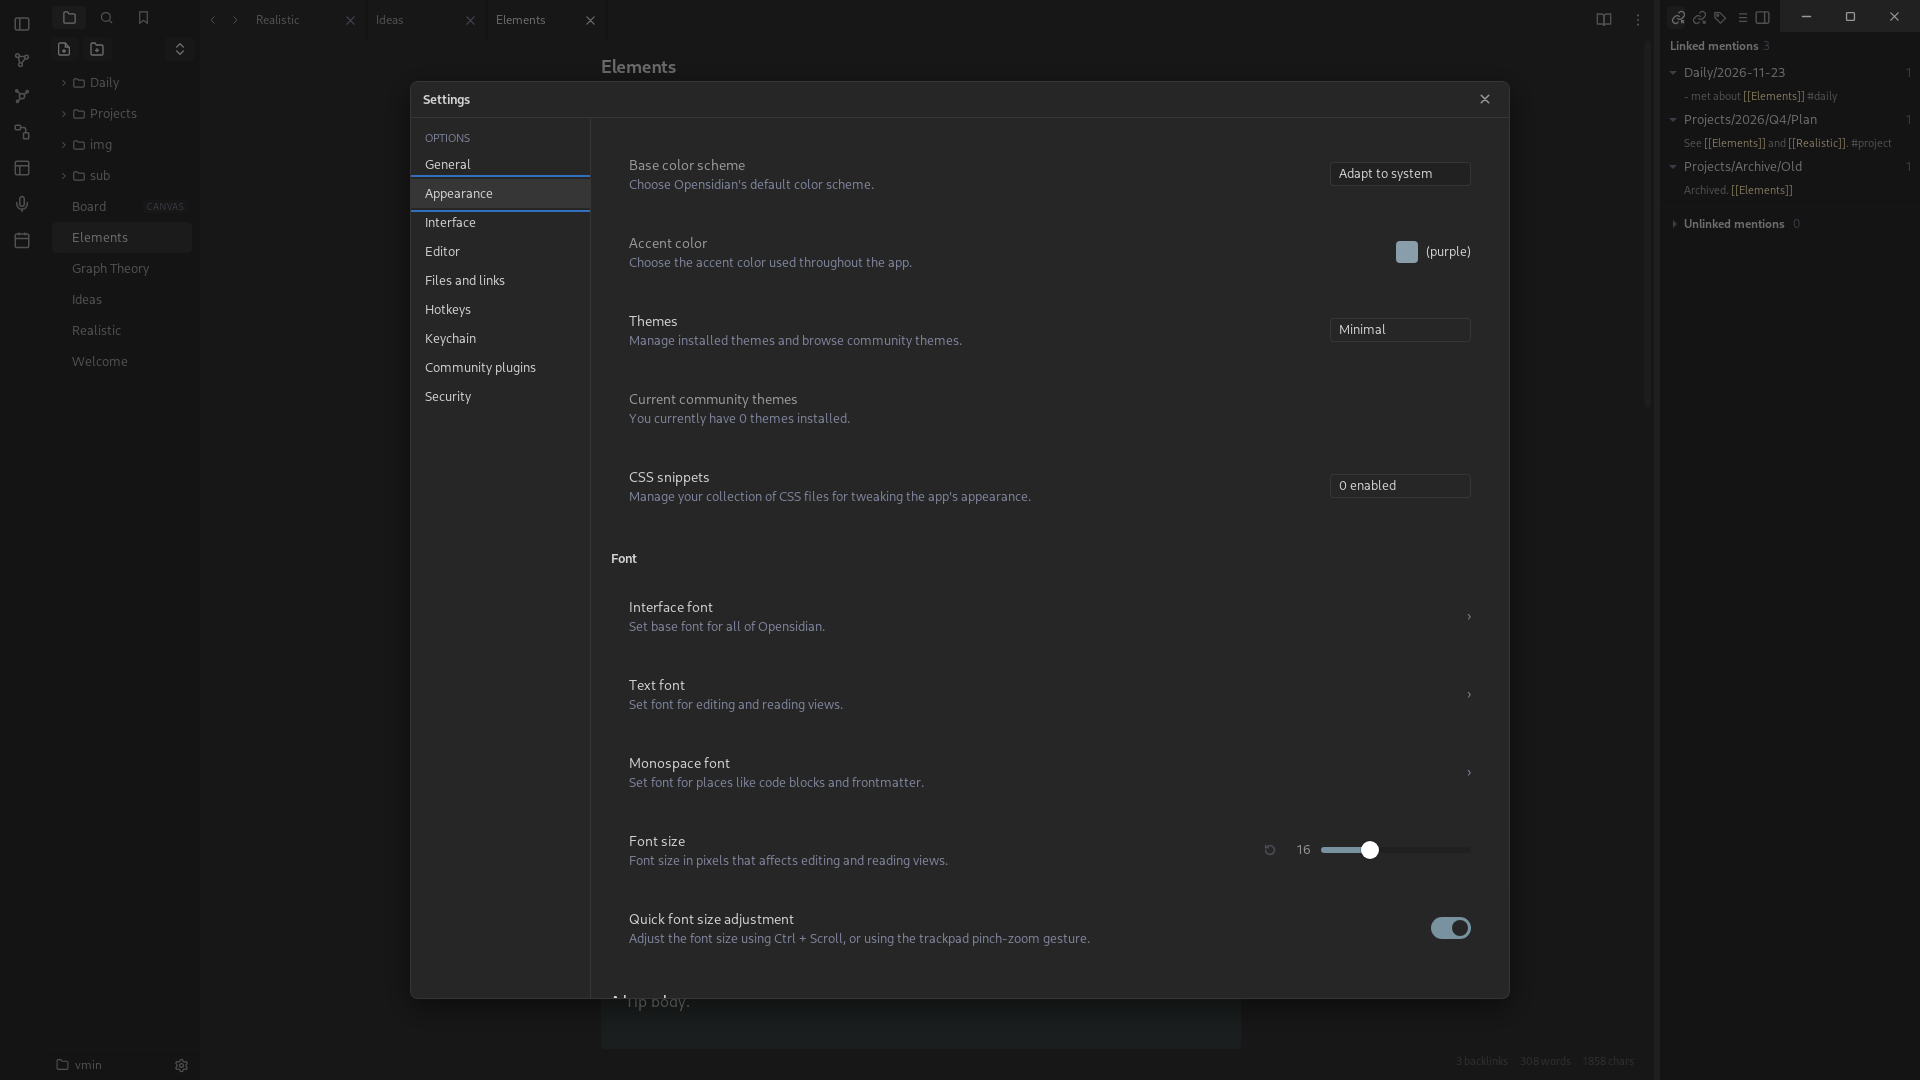 Realistic
Ideas
Elements
Daily
Projects
img
sub
Board CANVAS
Elements
Graph Theory
Ideas
Realistic
Welcome
vmin
Elements
Settings
OPTIONS
General
Appearance
Interface
Editor
Files and links
Hotkeys
Keychain
Community plugins
Security
Base color scheme
Choose Opensidian's default color scheme.
Adapt to system
Accent color
Choose the accent color used throughout the app.
(purple)
Themes
Manage installed themes and browse community themes.
Minimal
Current community themes
You currently have 0 themes installed.
CSS snippets
Manage your collection of CSS files for tweaking the app's appearance.
0 enabled
Font
Interface font
Set base font for all of Opensidian.
Text font
Set font for editing and reading views.
Monospace font
Set font for places like code blocks and frontmatter.
Font size
Font size in pixels that affects editing and reading views.
16
Quick font size adjustment
Adjust the font size using Ctrl + Scroll, or using the trackpad pinch-zoom gesture.
Tip body.
3 backlinks 308 words 1858 chars
Linked mentions 3
Daily/2026-11-23 1
- met about [[Elements]] #daily
Projects/2026/Q4/Plan 1
See [[Elements]] and [[Realistic]]. #project
Projects/Archive/Old 1
Archived. [[Elements]]
Unlinked mentions 0